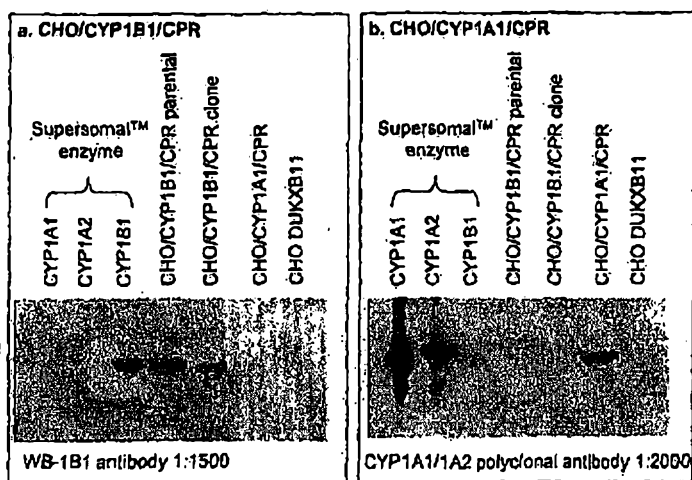 a. CHO/CYP1B1/CPR
Supersomal™
enzyme
CYP1A1
CYP1A2
CYP1B1
CHO/CYP1B1/CPR parental
CHO/CYP1B1/CPR clone
CHO/CYP1A1/CPR
CHO DUKXB11
WB-1B1 antibody 1:1500
b. CHO/CYP1A1/CPR
Supersomal™
enzyme
CYP1A1
CYP1A2
CYP1B1
CHO/CYP1B1/CPR parental
CHO/CYP1B1/CPR clone
CHO/CYP1A1/CPR
CHO DUKXB11
CYP1A1/1A2 polyclonal antibody 1:2000